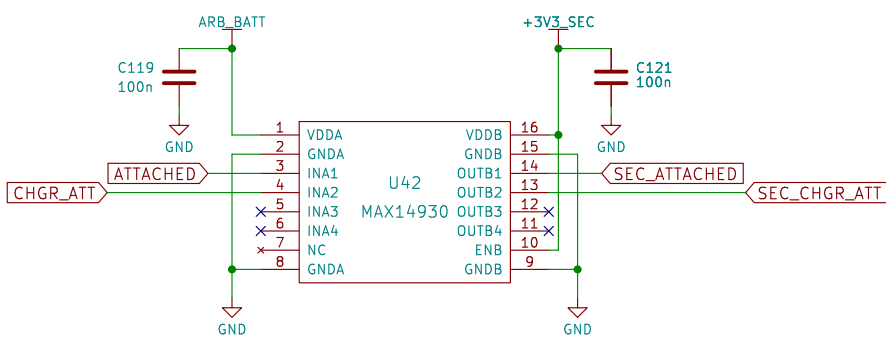 ARB_BATT
+3V3_SEC
C119
100n
C121
100n
GND
GND
1 VDDA VDDB 16
2 GNDA GNDB 15
ATTACHED 3 INA1 OUTB1 14 SEC_ATTACHED
CHGR_ATT 4 INA2 U42 OUTB2 13 SEC_CHGR_ATT
5 INA3 MAX14930 OUTB3 12
6 INA4 OUTB4 11
7 NC ENB 10
8 GNDA GNDB 9
GND
GND